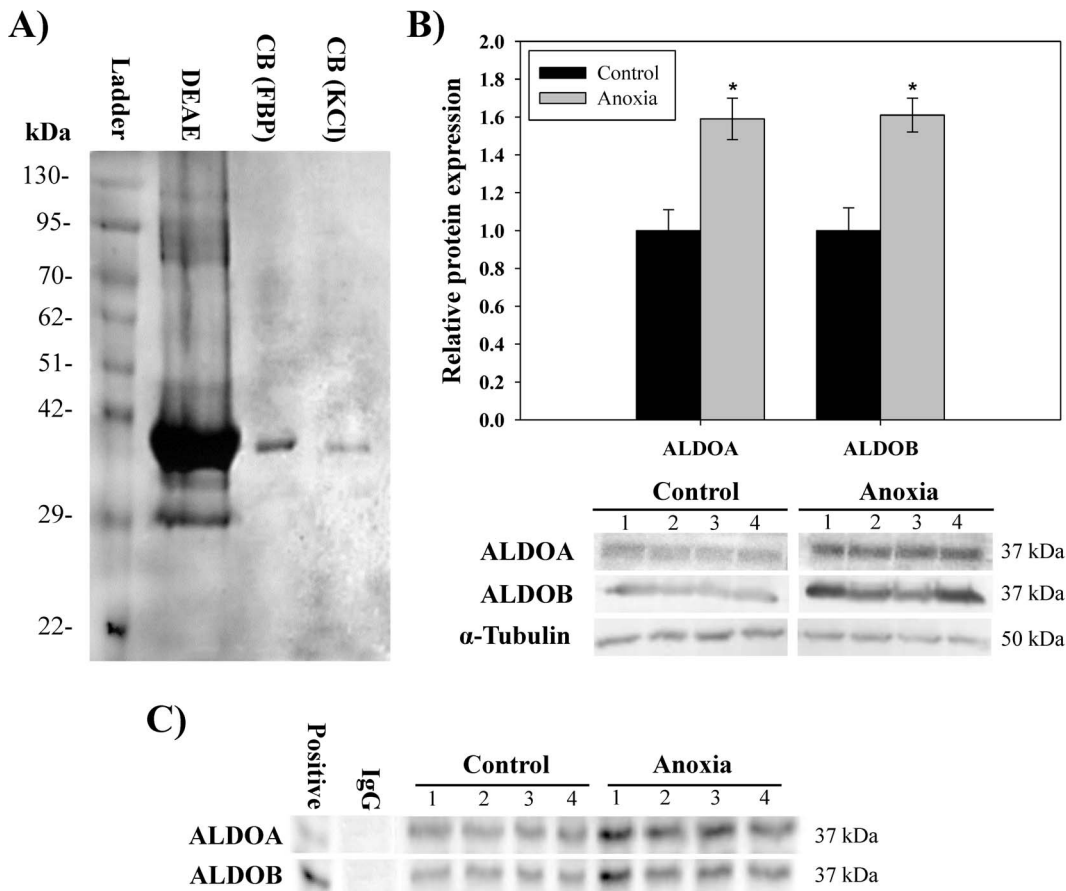 A)
kDa
Ladder
DEAE
CB (FBP)
CB (KCl)
130-
95-
70-
62-
51-
42-
29-
22-
B)
Relative protein expression
2.0
1.8
1.6
1.4
1.2
1.0
0.8
0.6
0.4
0.2
0.0
Control
Anoxia
* *
ALDOA ALDOB
Control Anoxia
1 2 3 4 1 2 3 4
ALDOA 37 kDa
ALDOB 37 kDa
α-Tubulin 50 kDa
C)
Positive
IgG
Control Anoxia
1 2 3 4 1 2 3 4
ALDOA 37 kDa
ALDOB 37 kDa